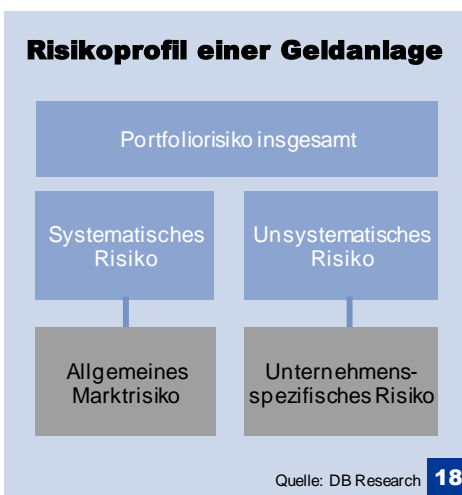 Risikoprofil einer Geldanlage
Portfoliorisiko insgesamt
Systematisches
Risiko
Unsystematisches
Risiko
Allgemeines
Marktrisiko
Unternehmens-
spezifisches Risiko
Quelle: DB Research 18